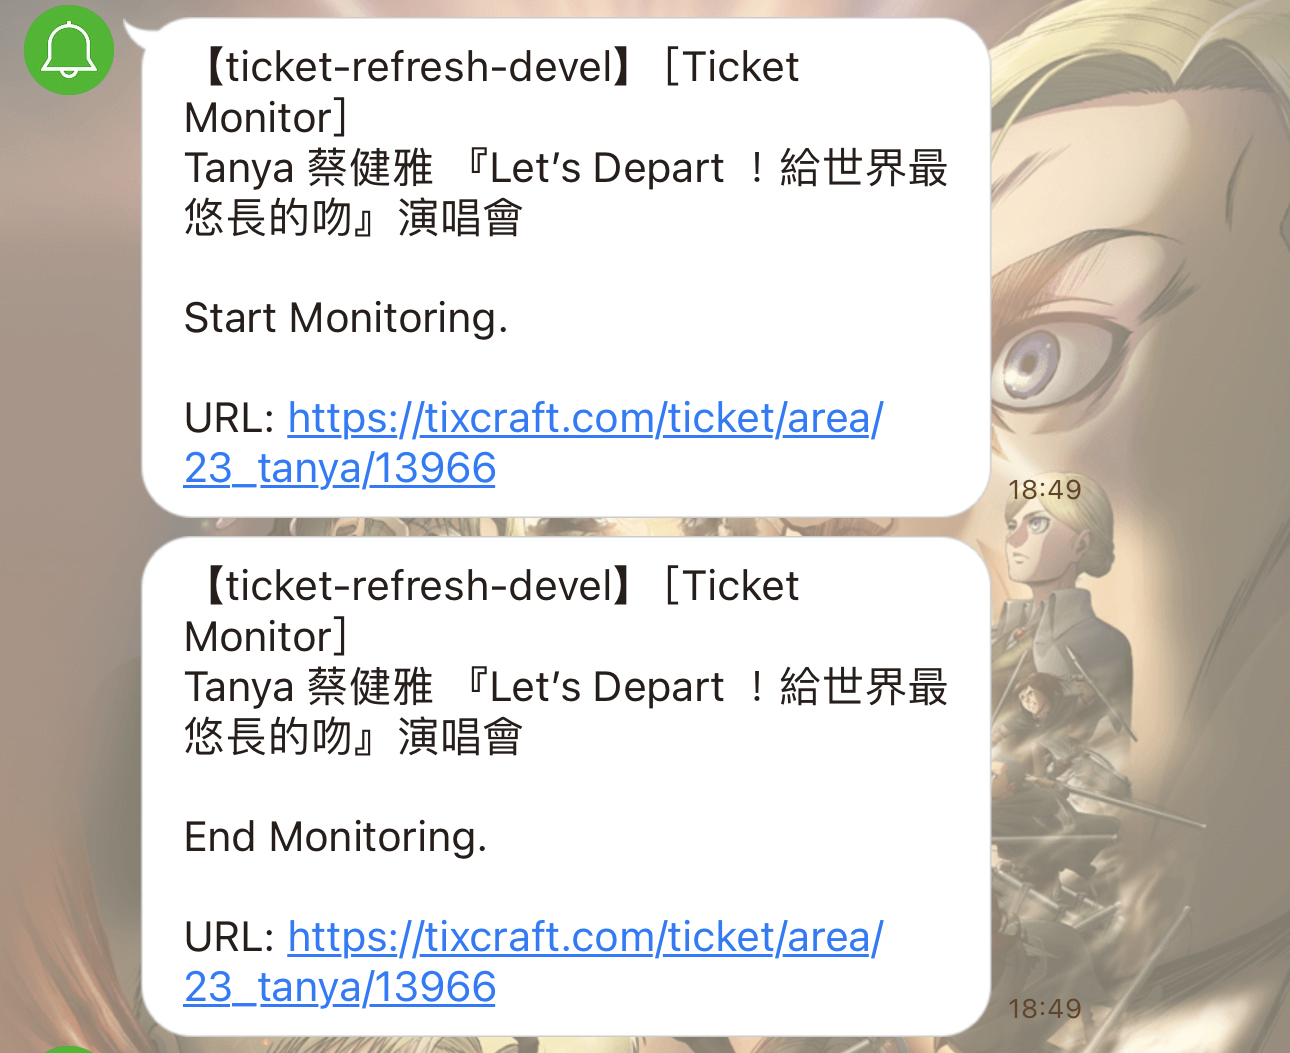 【ticket-refresh-devel】［Ticket
Monitor］
Tanya 蔡健雅 『Let’s Depart ！給世界最
悠長的吻』演唱會
Start Monitoring.
URL: https://tixcraft.com/ticket/area/
23_tanya/13966
18:49
【ticket-refresh-devel】［Ticket
Monitor］
Tanya 蔡健雅 『Let’s Depart ！給世界最
悠長的吻』演唱會
End Monitoring.
URL: https://tixcraft.com/ticket/area/
23_tanya/13966
18:49